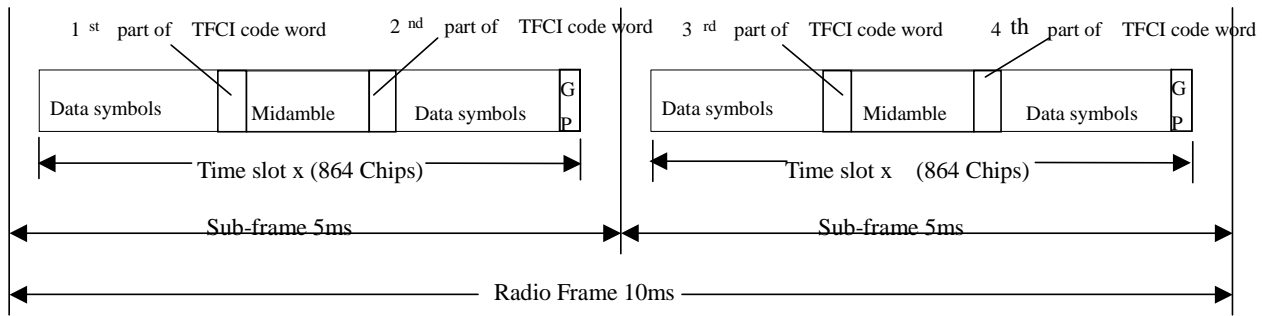 1 st part of TFCI code word 2 nd part of TFCI code word 3 rd part of TFCI code word 4 th part of TFCI code word
Data symbols Midamble Data symbols G P Data symbols Midamble Data symbols G P
Time slot x (864 Chips) Time slot x (864 Chips)
Sub-frame 5ms Sub-frame 5ms
Radio Frame 10ms